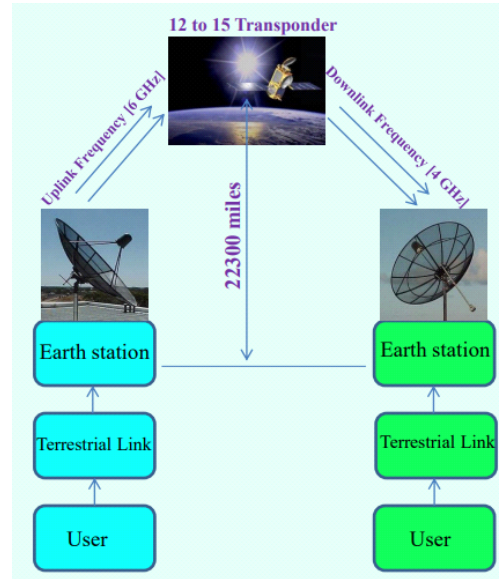 12 to 15 Transponder
Uplink Frequency [6 GHz]
Downlink Frequency [4 GHz]
22300 miles
m
Earth station
Earth station
Terrestrial Link
Terrestrial Link
User
User